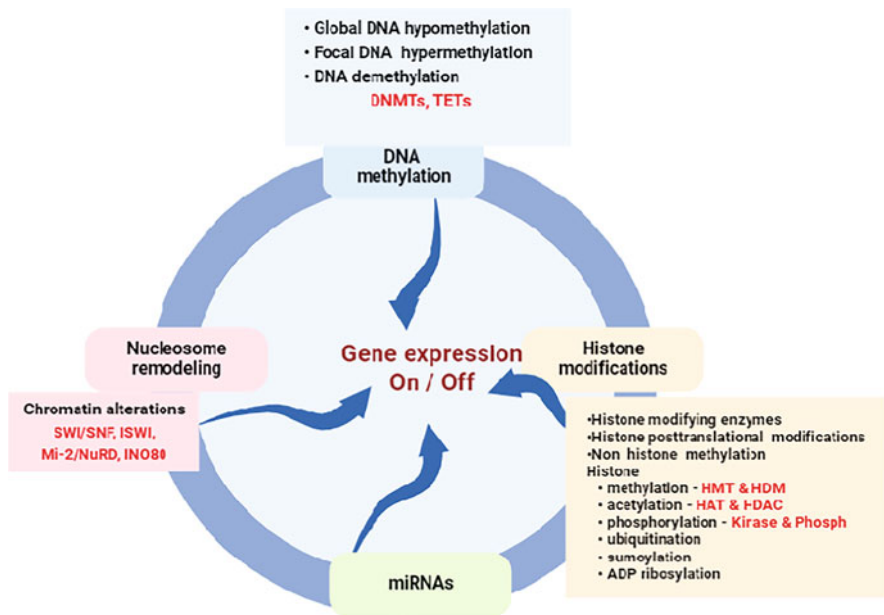 • Global DNA hypomethylation
• Focal DNA hypermethylation
• DNA demethylation
DNMTs, TETs
DNA
methylation
Nucleosome
remodeling
Chromatin alterations
SWI/SNF, ISWI,
Mi-2/NuRD, INO80
Gene expression
On / Off
Histone
modifications
•Histone modifying enzymes
•Histone posttranslational modifications
•Non histone methylation
Histone
• methylation - HMT & HDM
• acetylation - HAT & HDAC
• phosphorylation - Kirase & Phosph
• ubiquitination
• sumoylation
• ADP ribosylation
miRNAs